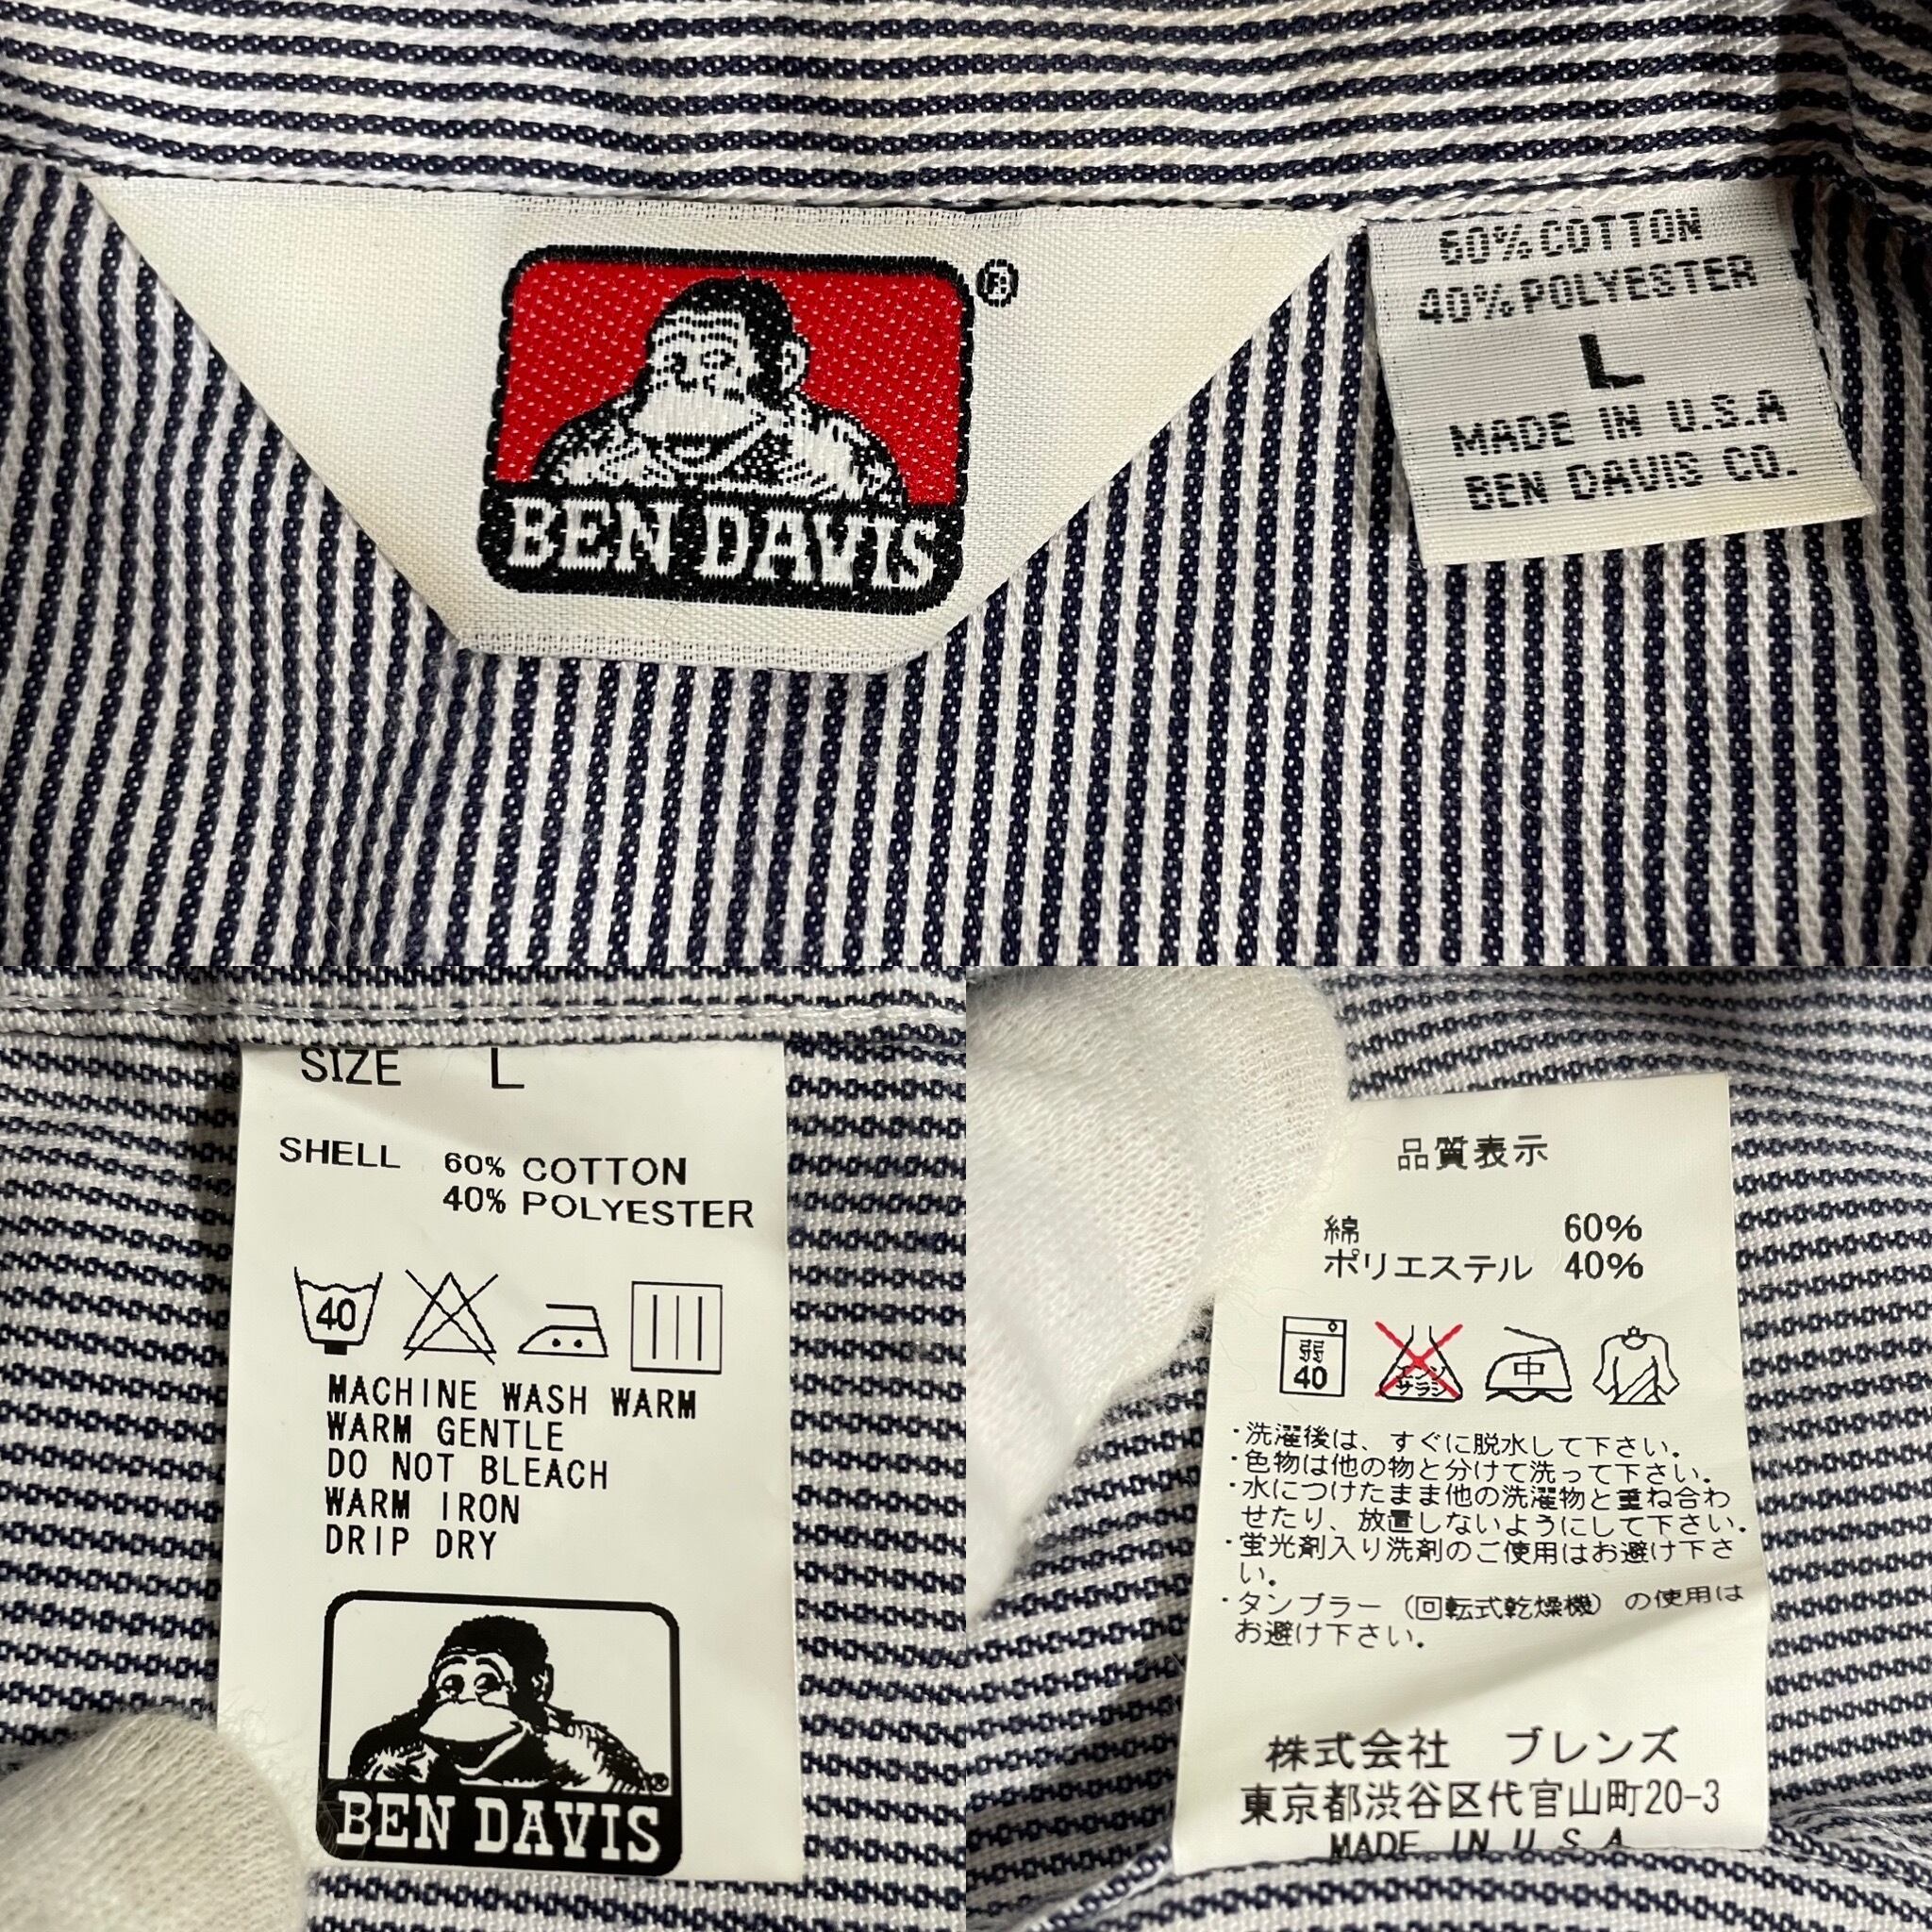 BEN DAVIS
®
60% COTTON
40% POLYESTER
L
MADE IN U.S.A
BEN DAVIS CO.
SIZE L
SHELL 60% COTTON
40% POLYESTER
40
MACHINE WASH WARM
WARM GENTLE
DO NOT BLEACH
WARM IRON
DRIP DRY
®
BEN DAVIS
品質表示
綿 60%
ポリエステル 40%
弱
40
エンソ
サラシ
中
・洗濯後は、すぐに脱水して下さい。
・色物は他の物と分けて洗って下さい。
・水につけたまま他の洗濯物と重ね合わ
せたり、放置しないようにして下さい。
・蛍光剤入り洗剤のご使用はお避け下さ
い。
・タンブラー（回転式乾燥機）の使用は
お避け下さい。
株式会社 ブレンズ
東京都渋谷区代官山町20-3
MADE IN U.S.A